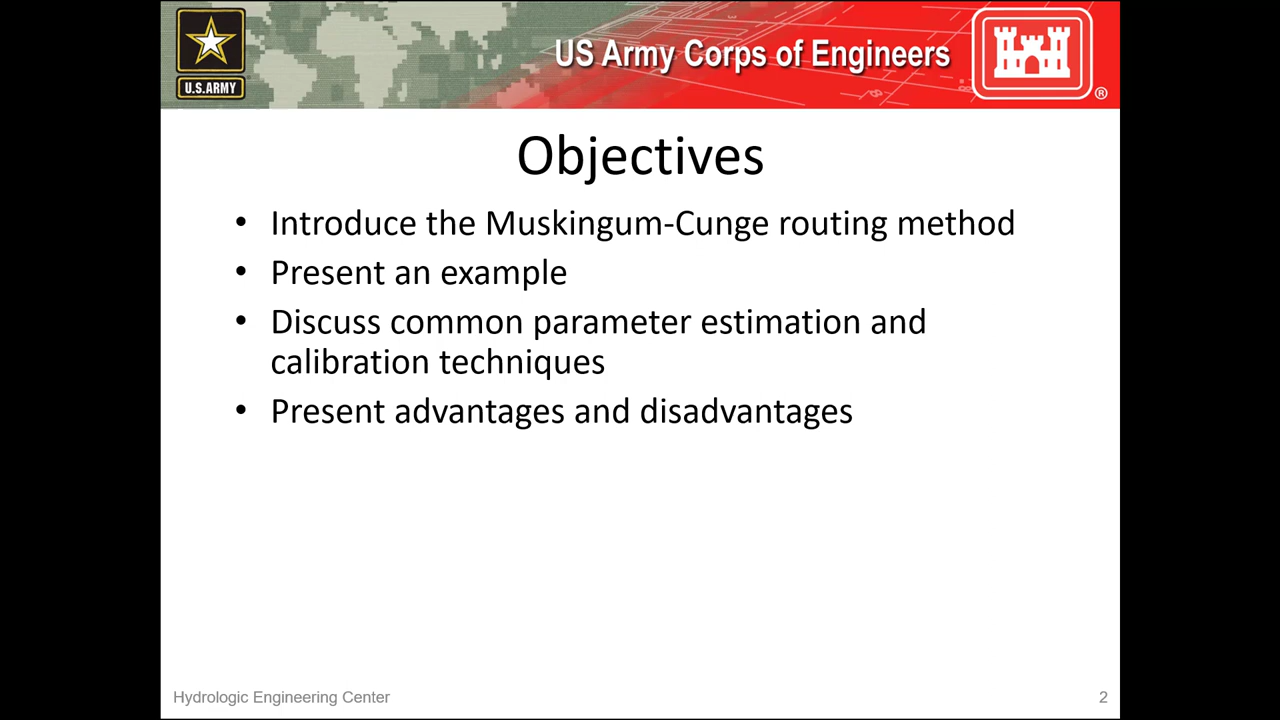 U.S.ARMY
US Army Corps of Engineers
®
Objectives
• Introduce the Muskingum-Cunge routing method
• Present an example
• Discuss common parameter estimation and
calibration techniques
• Present advantages and disadvantages
Hydrologic Engineering Center
2